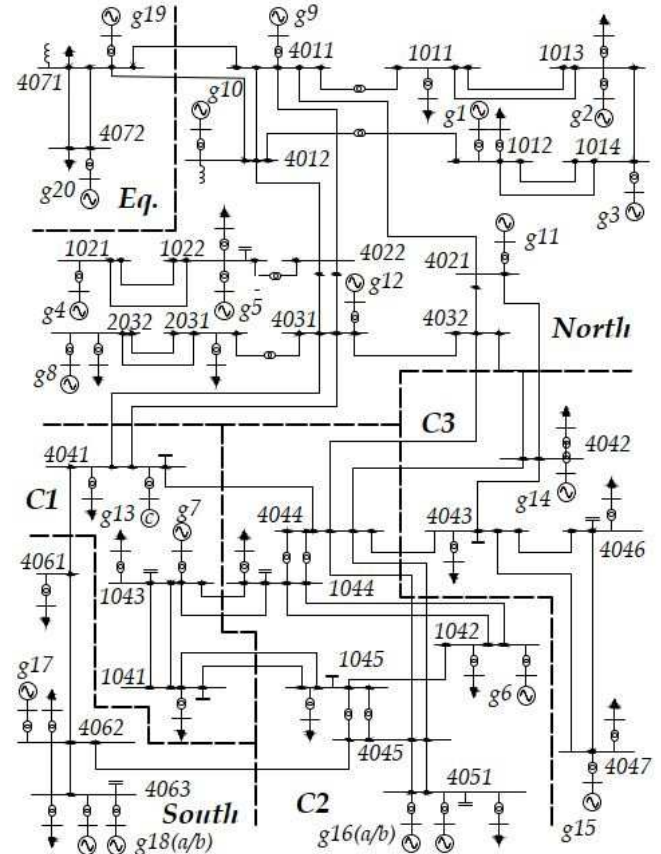 g19
g9
4011
1011
1013
4071
g10
g1
g2
4072
4012
1012
1014
g20
Eq.
g3
g11
1021
1022
4022
4021
g12
g4
g5
2032
2031
4031
4032
North
g8
C3
4041
4042
C1
g13
C
g7
4044
4043
g14
4046
4061
1043
1044
1042
g17
1041
1045
g6
4062
4045
4047
4063
South
C2
4051
g15
g18(a/b)
g16(a/b)